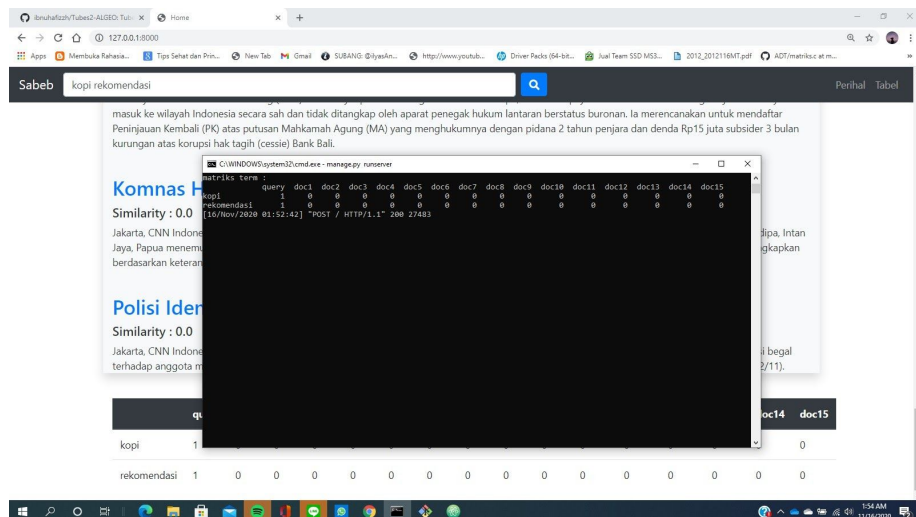 ibnuhafizzh/Tubes2-ALGEO: Tub
Home
127.0.0.1:8000
Apps Membuka Rahasia... Tips Sehat dan Prin... New Tab Gmail SUBANG: @ilyasAn... http://www.youtub... Driver Packs (64-bit... Jual Team SSD MS3... 2012_2012116MT.pdf ADT/matriks.c at m...
Sabeb kopi rekomendasi Perihal Tabel
masuk ke wilayah Indonesia secara sah dan tidak ditangkap oleh aparat penegak hukum lantaran berstatus buronan. Ia merencanakan untuk mendaftar
Peninjauan Kembali (PK) atas putusan Mahkamah Agung (MA) yang menghukumnya dengan pidana 2 tahun penjara dan denda Rp15 juta subsider 3 bulan
kurungan atas korupsi hak tagih (cessie) Bank Bali.
C:\WINDOWS\system32\cmd.exe - manage.py runserver
matriks term :
query doc1 doc2 doc3 doc4 doc5 doc6 doc7 doc8 doc9 doc10 doc11 doc12 doc13 doc14 doc15
kopi 1 0 0 0 0 0 0 0 0 0 0 0 0 0 0 0
rekomendasi 1 0 0 0 0 0 0 0 0 0 0 0 0 0 0 0
[16/Nov/2020 01:52:42] "POST / HTTP/1.1" 200 27483
Komnas H
Similarity : 0.0
Jakarta, CNN Indone dipa, Intan
Jaya, Papua menemu gkapkan
berdasarkan keteran
Polisi Iden
Similarity : 0.0
Jakarta, CNN Indone si begal
terhadap anggota m 2/11).
qu oc14 doc15
kopi 1 0
rekomendasi 1 0 0 0 0 0 0 0 0 0 0 0 0 0 0 0
1:54 AM
11/16/2020